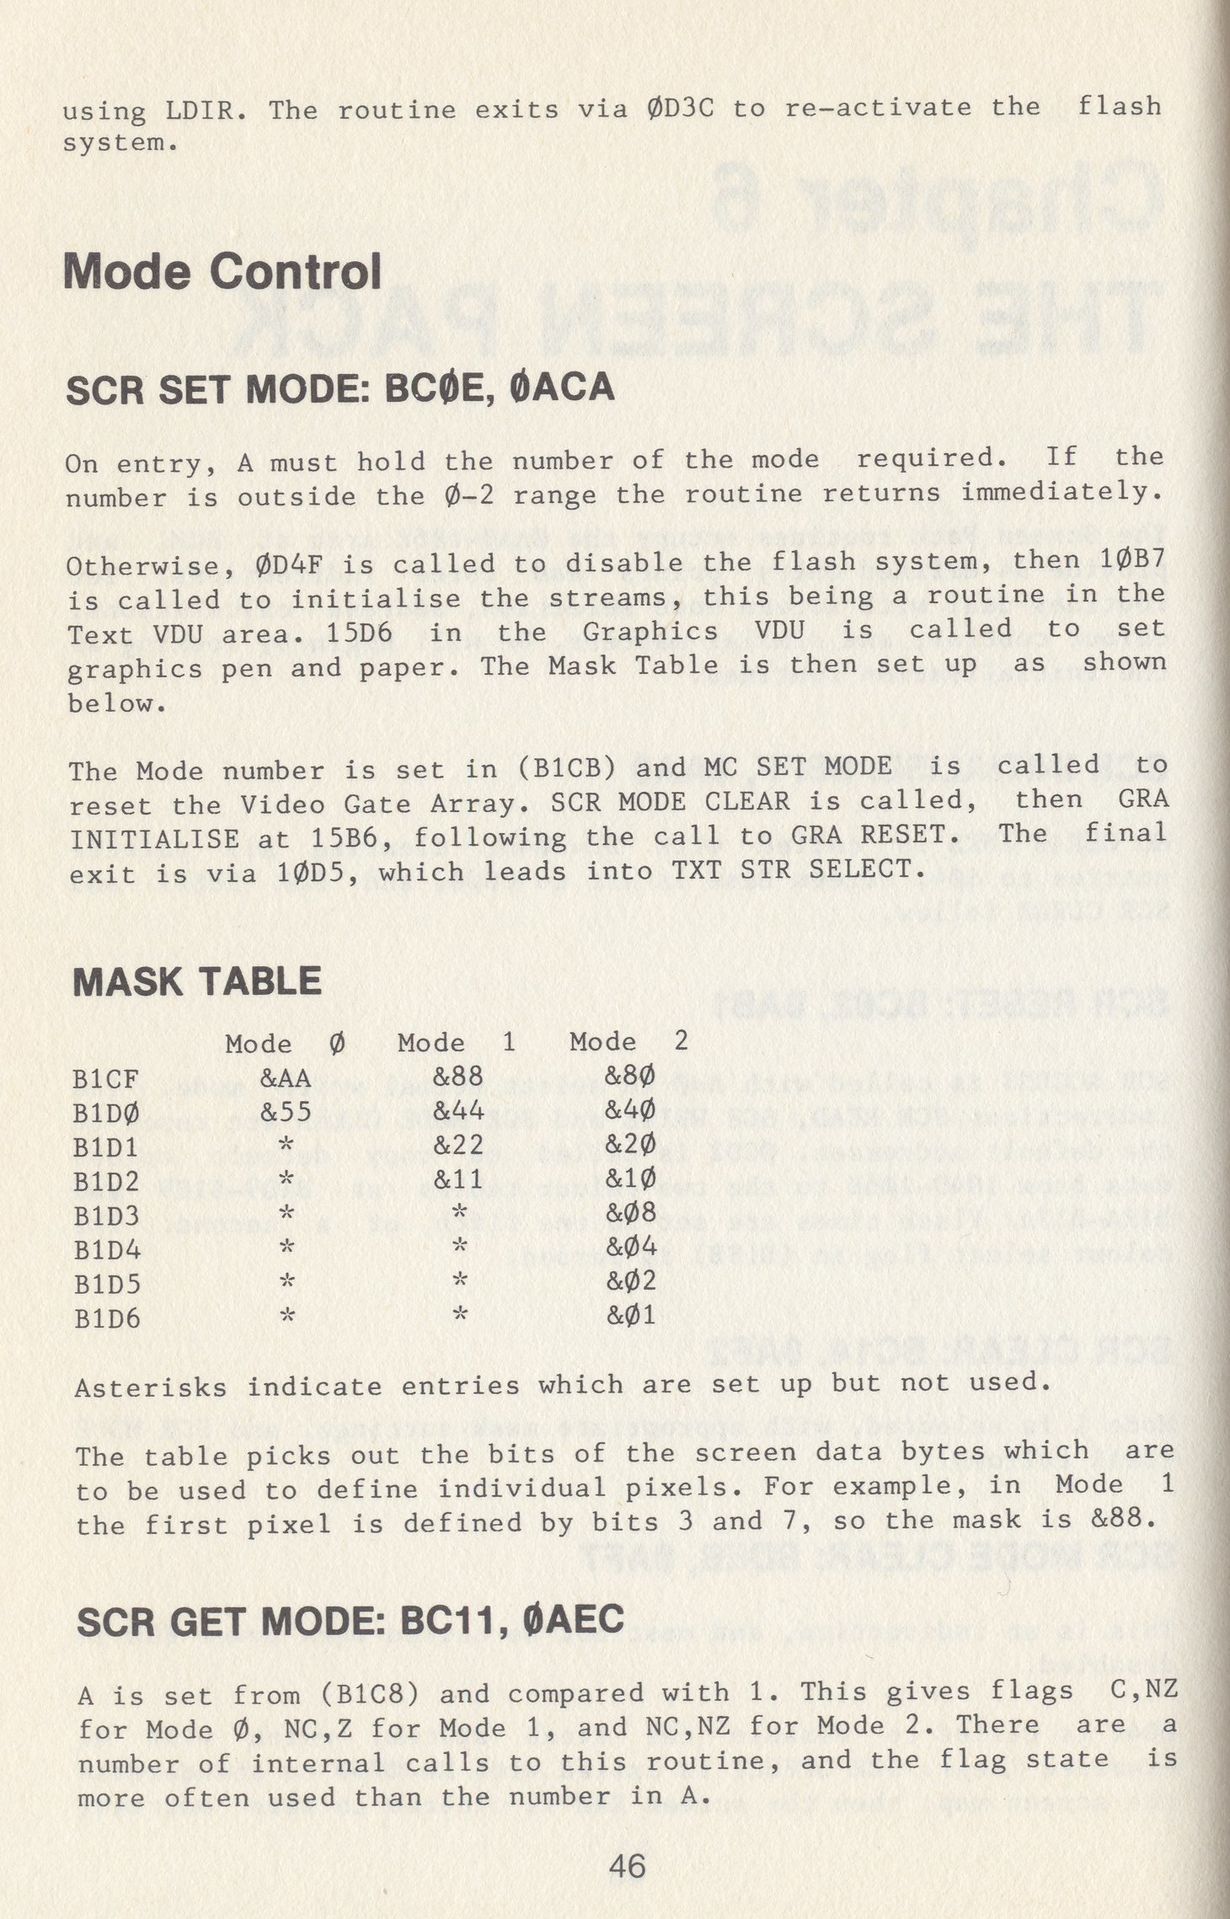 using LDIR. The routine exits via ØD3C to re-activate the flash
system.
Mode Control
SCR SET MODE: BCØE, ØACA
On entry, A must hold the number of the mode required. If the
number is outside the Ø-2 range the routine returns immediately.
Otherwise, ØD4F is called to disable the flash system, then 1ØB7
is called to initialise the streams, this being a routine in the
Text VDU area. 15D6 in the Graphics VDU is called to set
graphics pen and paper. The Mask Table is then set up as shown
below.
The Mode number is set in (B1CB) and MC SET MODE is called to
reset the Video Gate Array. SCR MODE CLEAR is called, then GRA
INITIALISE at 15B6, following the call to GRA RESET. The final
exit is via 1ØD5, which leads into TXT STR SELECT.
MASK TABLE
Mode Ø Mode 1 Mode 2
B1CF &AA &88 &8Ø
B1DØ &55 &44 &4Ø
B1D1 * &22 &2Ø
B1D2 * &11 &1Ø
B1D3 * * &Ø8
B1D4 * * &Ø4
B1D5 * * &Ø2
B1D6 * * &Ø1
Asterisks indicate entries which are set up but not used.
The table picks out the bits of the screen data bytes which are
to be used to define individual pixels. For example, in Mode 1
the first pixel is defined by bits 3 and 7, so the mask is &88.
SCR GET MODE: BC11, ØAEC
A is set from (B1C8) and compared with 1. This gives flags C,NZ
for Mode Ø, NC,Z for Mode 1, and NC,NZ for Mode 2. There are a
number of internal calls to this routine, and the flag state is
more often used than the number in A.
46